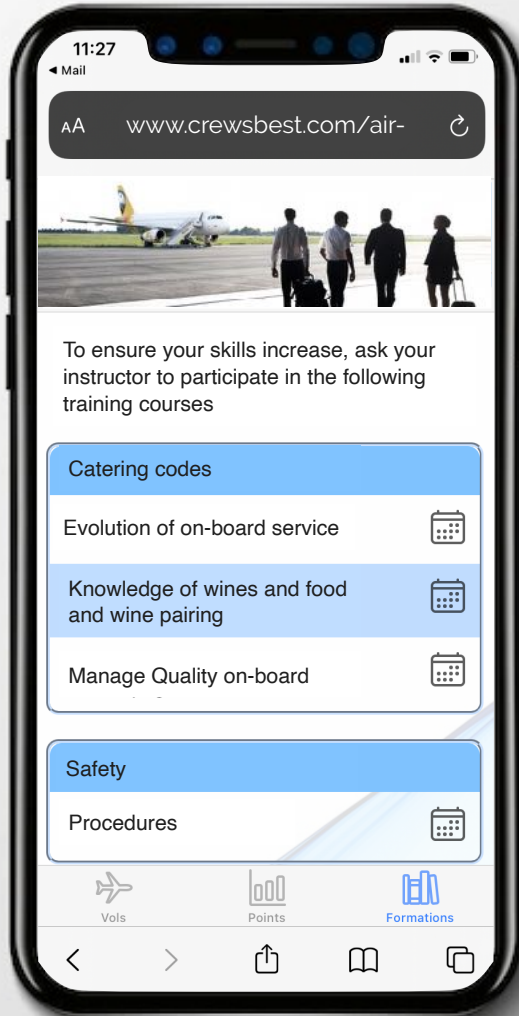 11:27
◀ Mail
AA www.crewsbest.com/air-
To ensure your skills increase, ask your
instructor to participate in the following
training courses
Catering codes
Evolution of on-board service
Knowledge of wines and food
and wine pairing
Manage Quality on-board
Safety
Procedures
Vols Points Formations